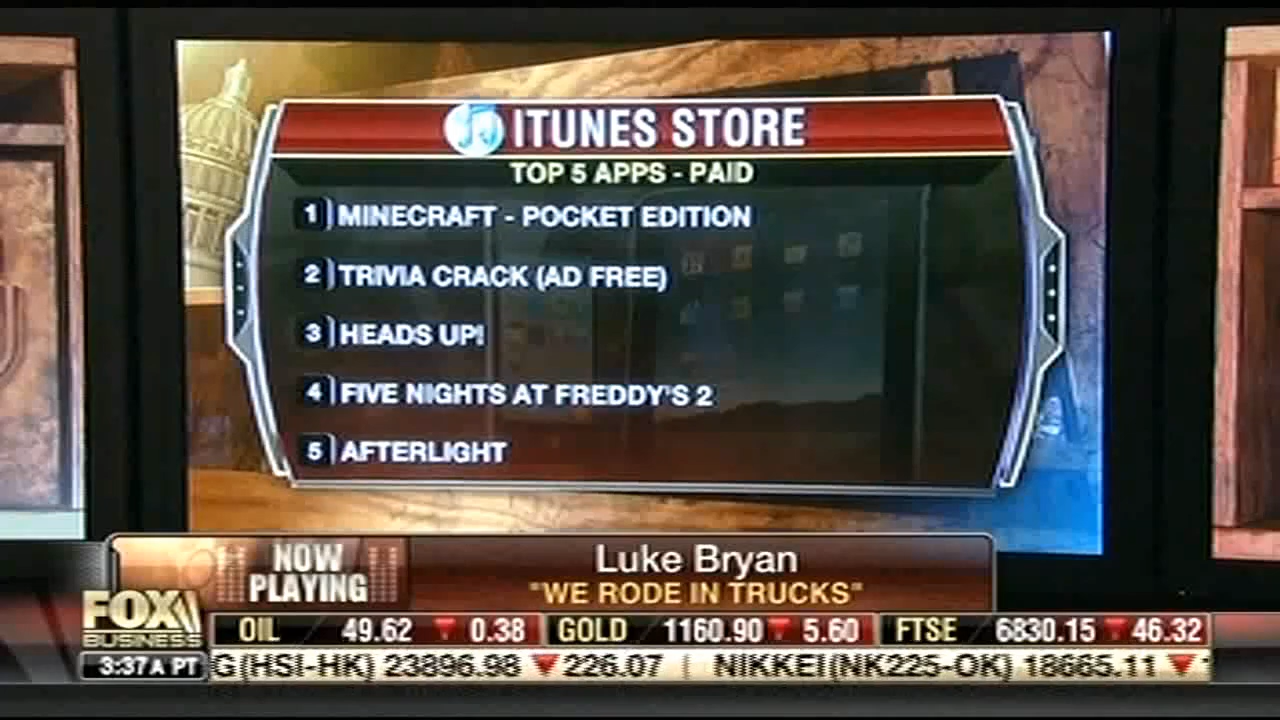 ITUNES STORE
TOP 5 APPS - PAID
1 MINECRAFT - POCKET EDITION
2 TRIVIA CRACK (AD FREE)
3 HEADS UP!
4 FIVE NIGHTS AT FREDDY'S 2
5 AFTERLIGHT
NOW PLAYING
Luke Bryan
"WE RODE IN TRUCKS"
FOX BUSINESS
OIL 49.62 ▼ 0.38 GOLD 1160.90 ▼ 5.60 FTSE 6830.15 ▼ 46.32
3:37A PT
G(HSI-HK) 23896.98 ▼226.07 | NIKKEI(NK225-OK) 18665.11 ▼